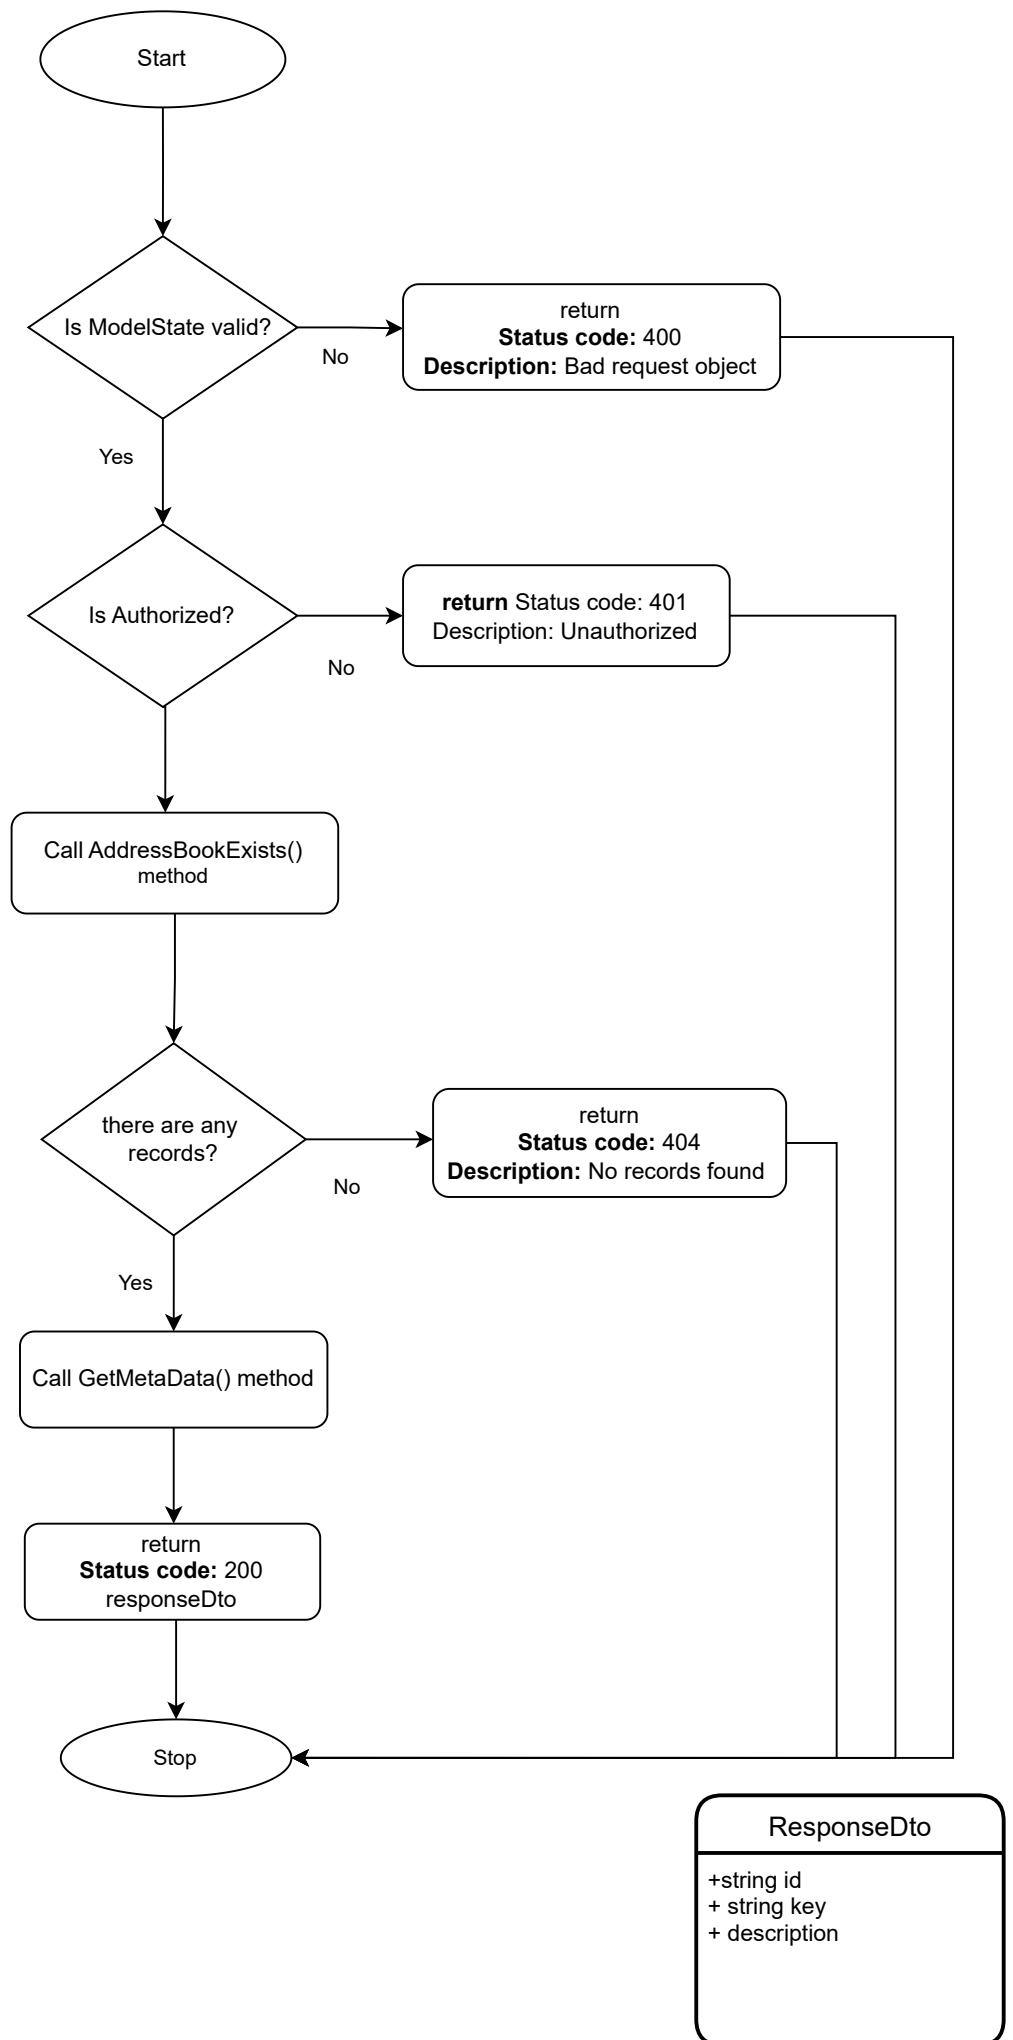 Start
Is ModelState valid?
No
return
Status code: 400
Description: Bad request object
Yes
Is Authorized?
No
return Status code: 401
Description: Unauthorized
Call AddressBookExists()
method
there are any
records?
No
return
Status code: 404
Description: No records found
Yes
Call GetMetaData() method
return
Status code: 200
responseDto
Stop
ResponseDto
+string id
+ string key
+ description